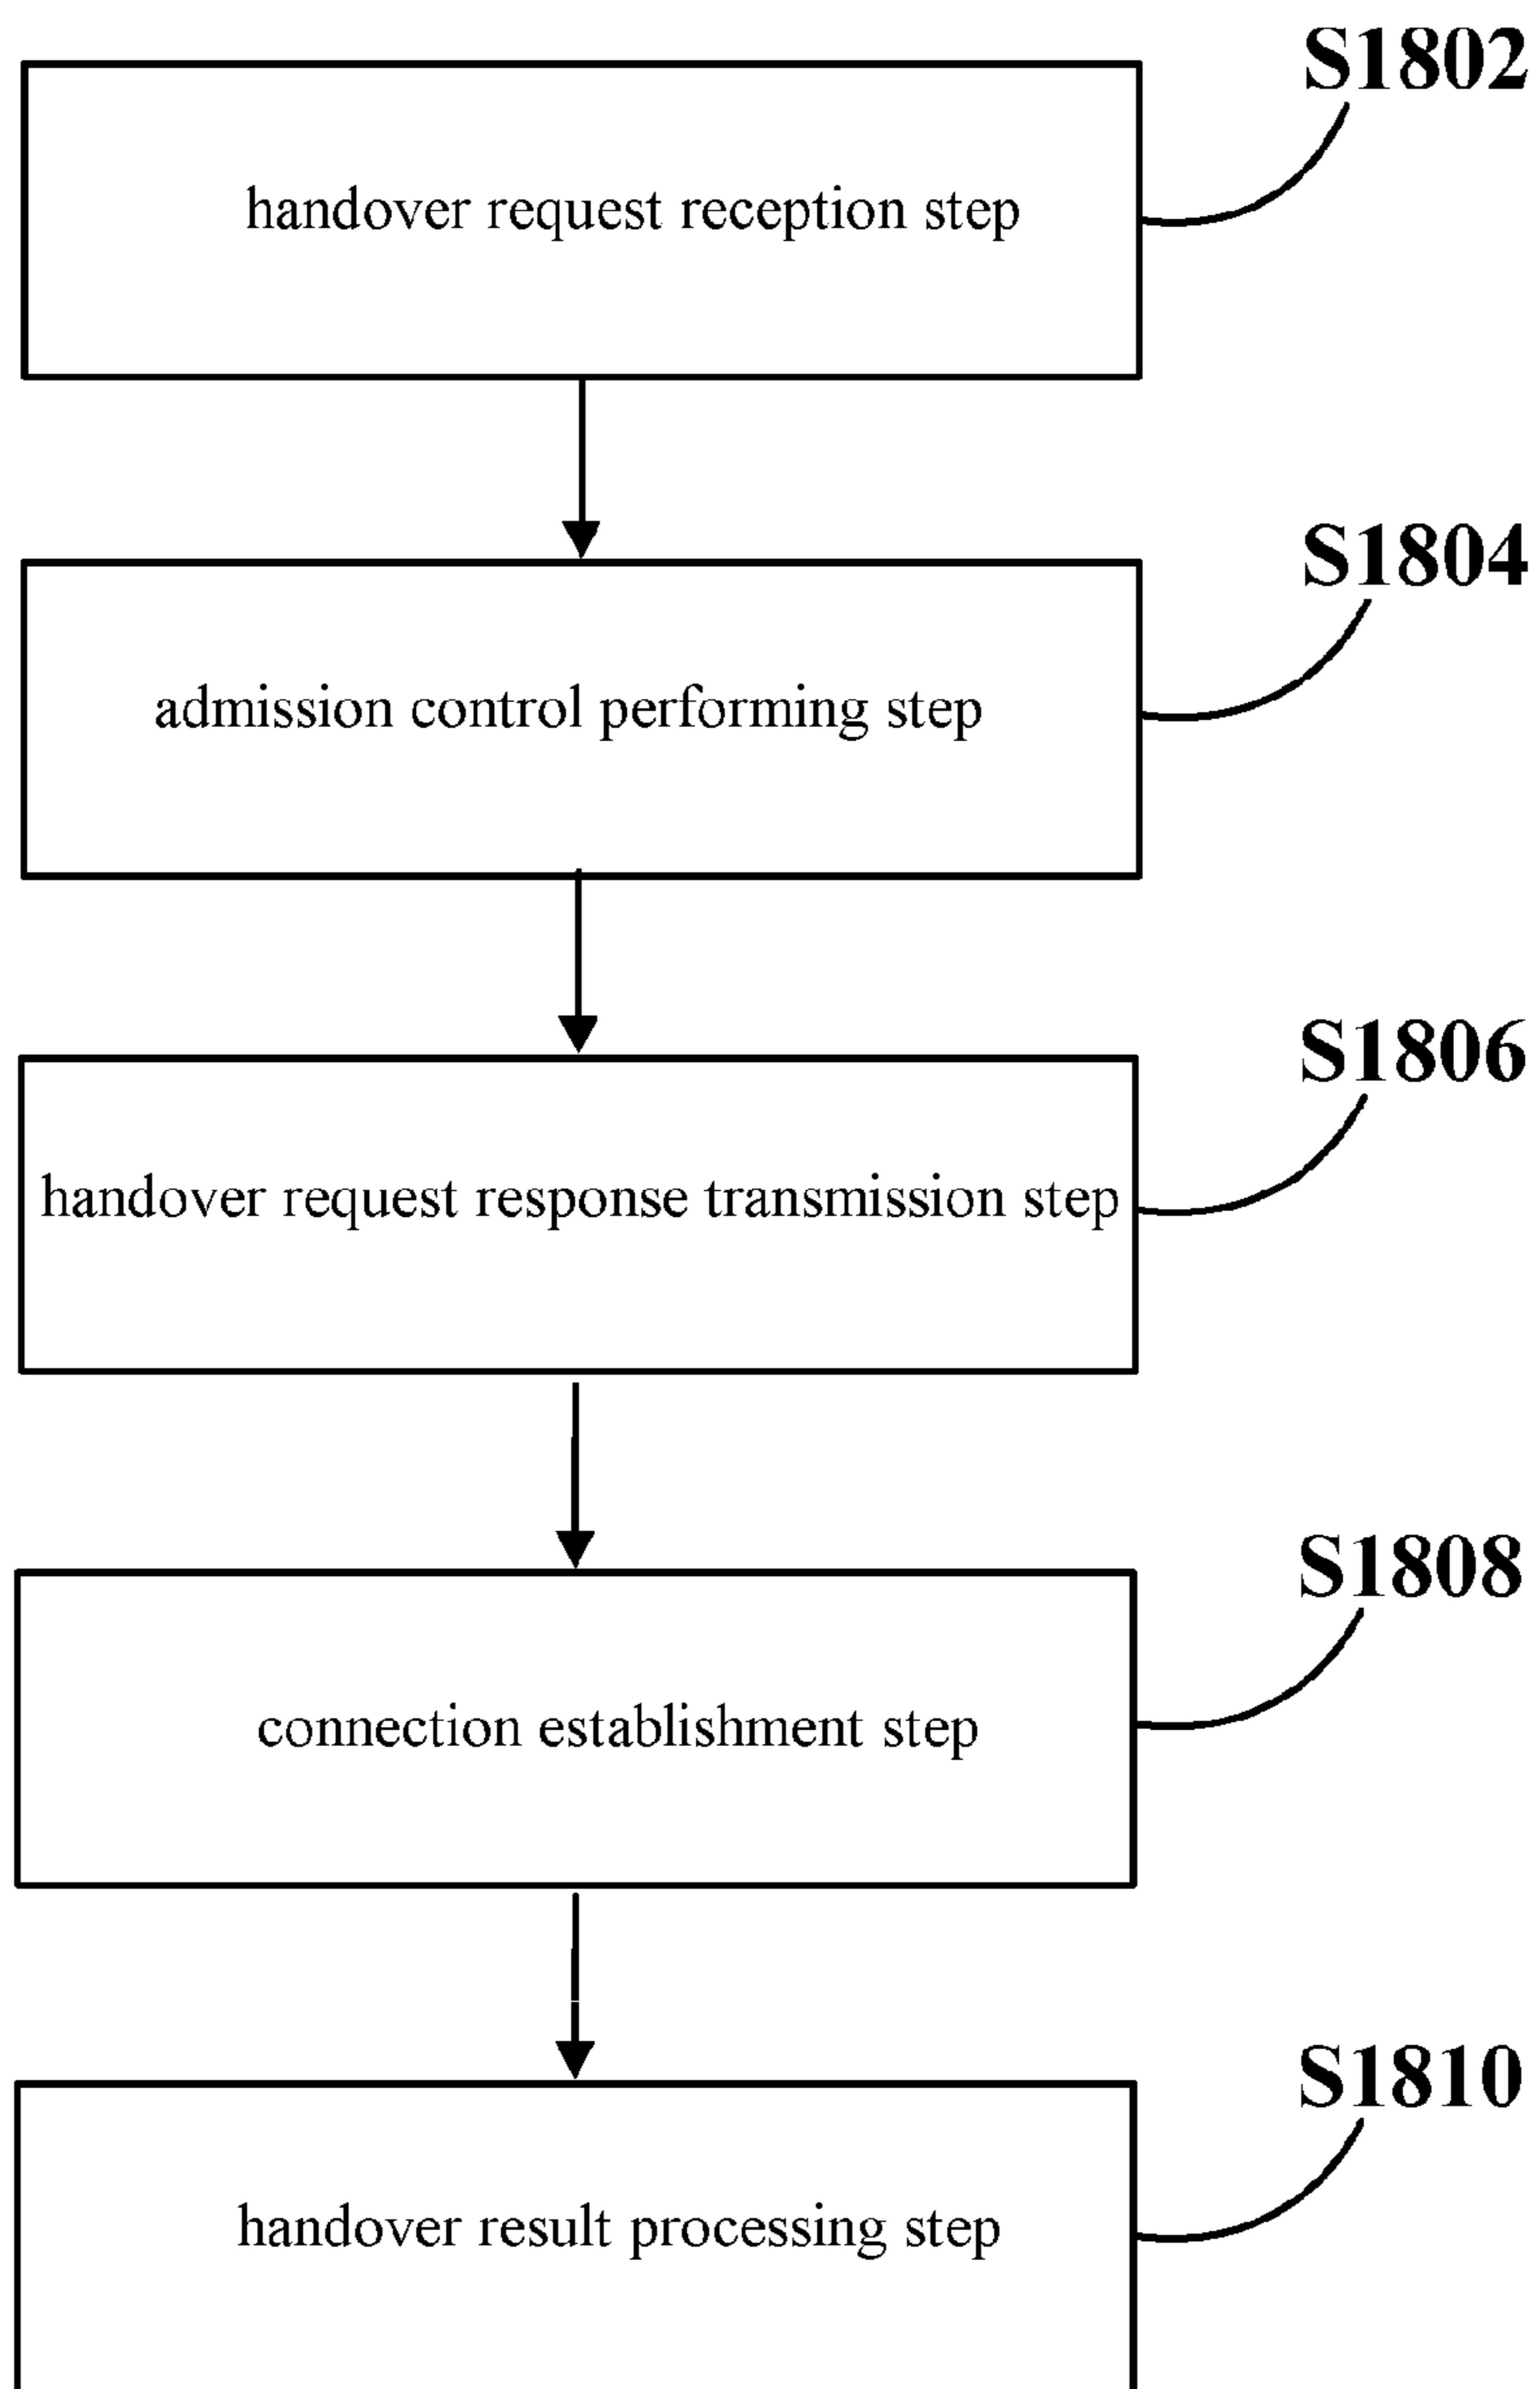 S1802
handover request reception step
S1804
admission control performing step
S1806
handover request response transmission step
S1808
connection establishment step
S1810
handover result processing step